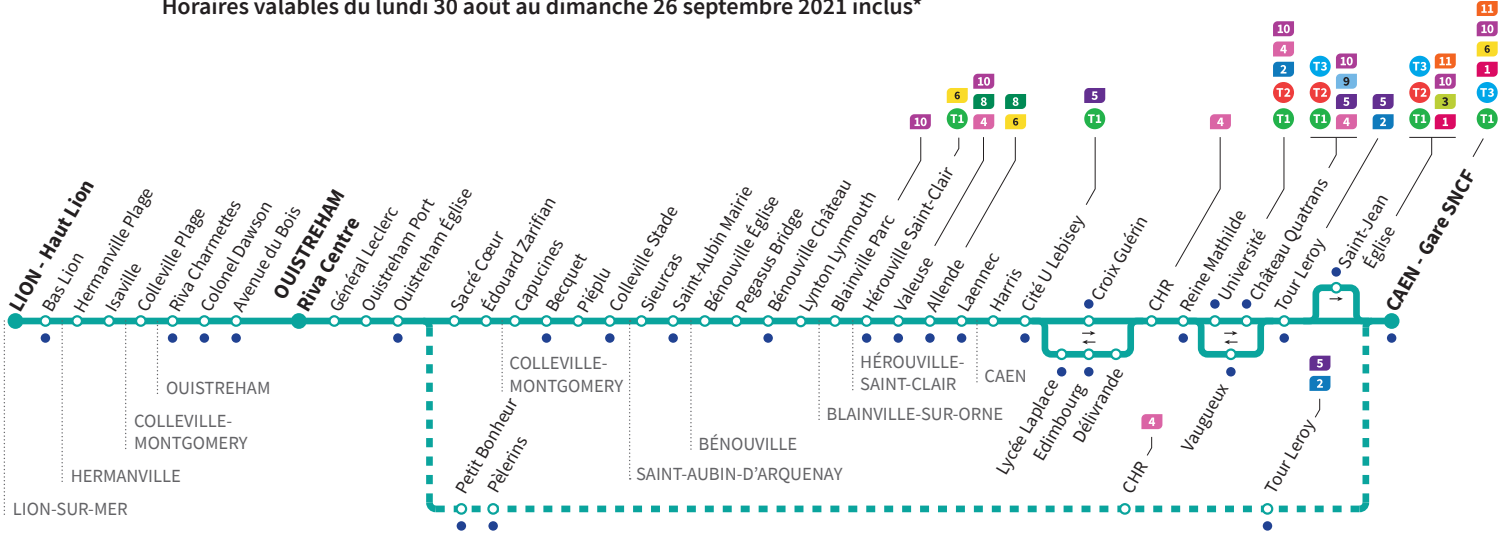 Horaires valables du lundi 30 août au dimanche 26 septembre 2021 inclus*
LION - Haut Lion
Bas Lion
Hermanville Plage
Isaville
Colleville Plage
Riva Charmettes
Colonel Dawson
Avenue du Bois
OUISTREHAM
Riva Centre
Général Leclerc
Ouistreham Port
Ouistreham Église
Sacré Cœur
Édouard Zarifian
Capucines
Becquet
Piéplu
Colleville Stade
Sieurcas
Saint-Aubin Mairie
Bénouville Église
Pegasus Bridge
Bénouville Château
Lynton Lynmouth
Blainville Parc
10
Hérouville Saint-Clair
6
T1
Valeuse
10
8
4
Allende
8
6
Laennec
Harris
Cité U Lebisey
5
T1
Croix Guérin
CHR
4
Reine Mathilde
Université
10
4
2
T2
T1
Château Quatrans
T3 10
9
T2 5
T1 4
Tour Leroy
5
2
Saint-Jean
Église
T3 11
10
T2 3
T1 1
CAEN - Gare SNCF
11
10
6
1
T3
T1
Lycée Laplace
Edimbourg
Délivrande
Vaugueux
LION-SUR-MER
HERMANVILLE
COLLEVILLE-
MONTGOMERY
OUISTREHAM
COLLEVILLE-
MONTGOMERY
SAINT-AUBIN-D'ARQUENAY
BÉNOUVILLE
BLAINVILLE-SUR-ORNE
HÉROUVILLE-
SAINT-CLAIR
CAEN
Petit Bonheur
Pèlerins
CHR
4
Tour Leroy
5
2